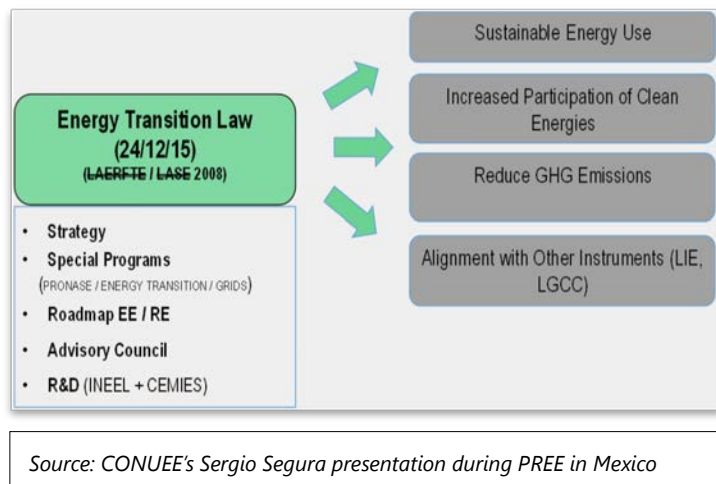 Energy Transition Law
(24/12/15)
(LAERFTE / LASE 2008)
• Strategy
• Special Programs
(PRONASE / ENERGY TRANSITION / GRIDS)
• Roadmap EE / RE
• Advisory Council
• R&D (INEEL + CEMIES)
Sustainable Energy Use
Increased Participation of Clean
Energies
Reduce GHG Emissions
Alignment with Other Instruments (LIE,
LGCC)
Source: CONUEE’s Sergio Segura presentation during PREE in Mexico